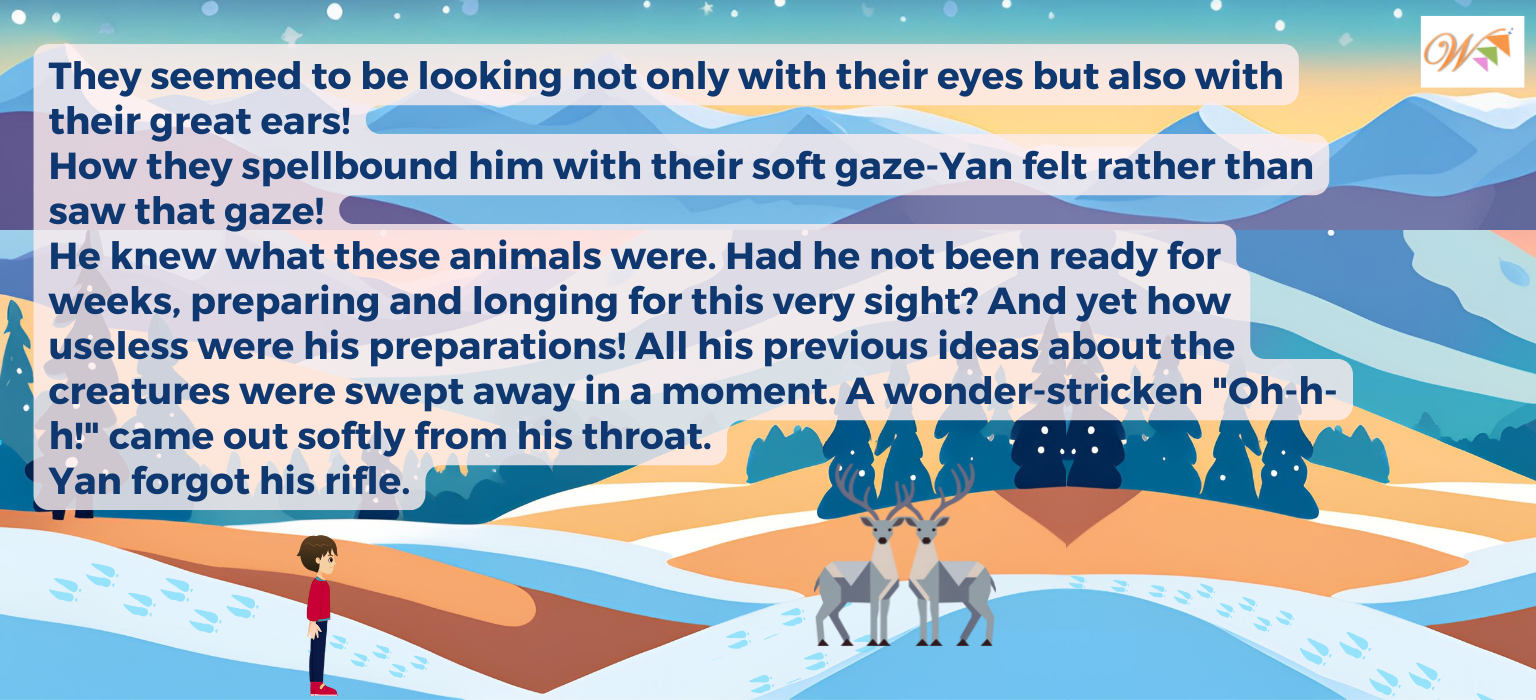 They seemed to be looking not only with their eyes but also with
their great ears!
How they spellbound him with their soft gaze-Yan felt rather than
saw that gaze!
He knew what these animals were. Had he not been ready for
weeks, preparing and longing for this very sight? And yet how
useless were his preparations! All his previous ideas about the
creatures were swept away in a moment. A wonder-stricken "Oh-h-
h!" came out softly from his throat.
Yan forgot his rifle.
W